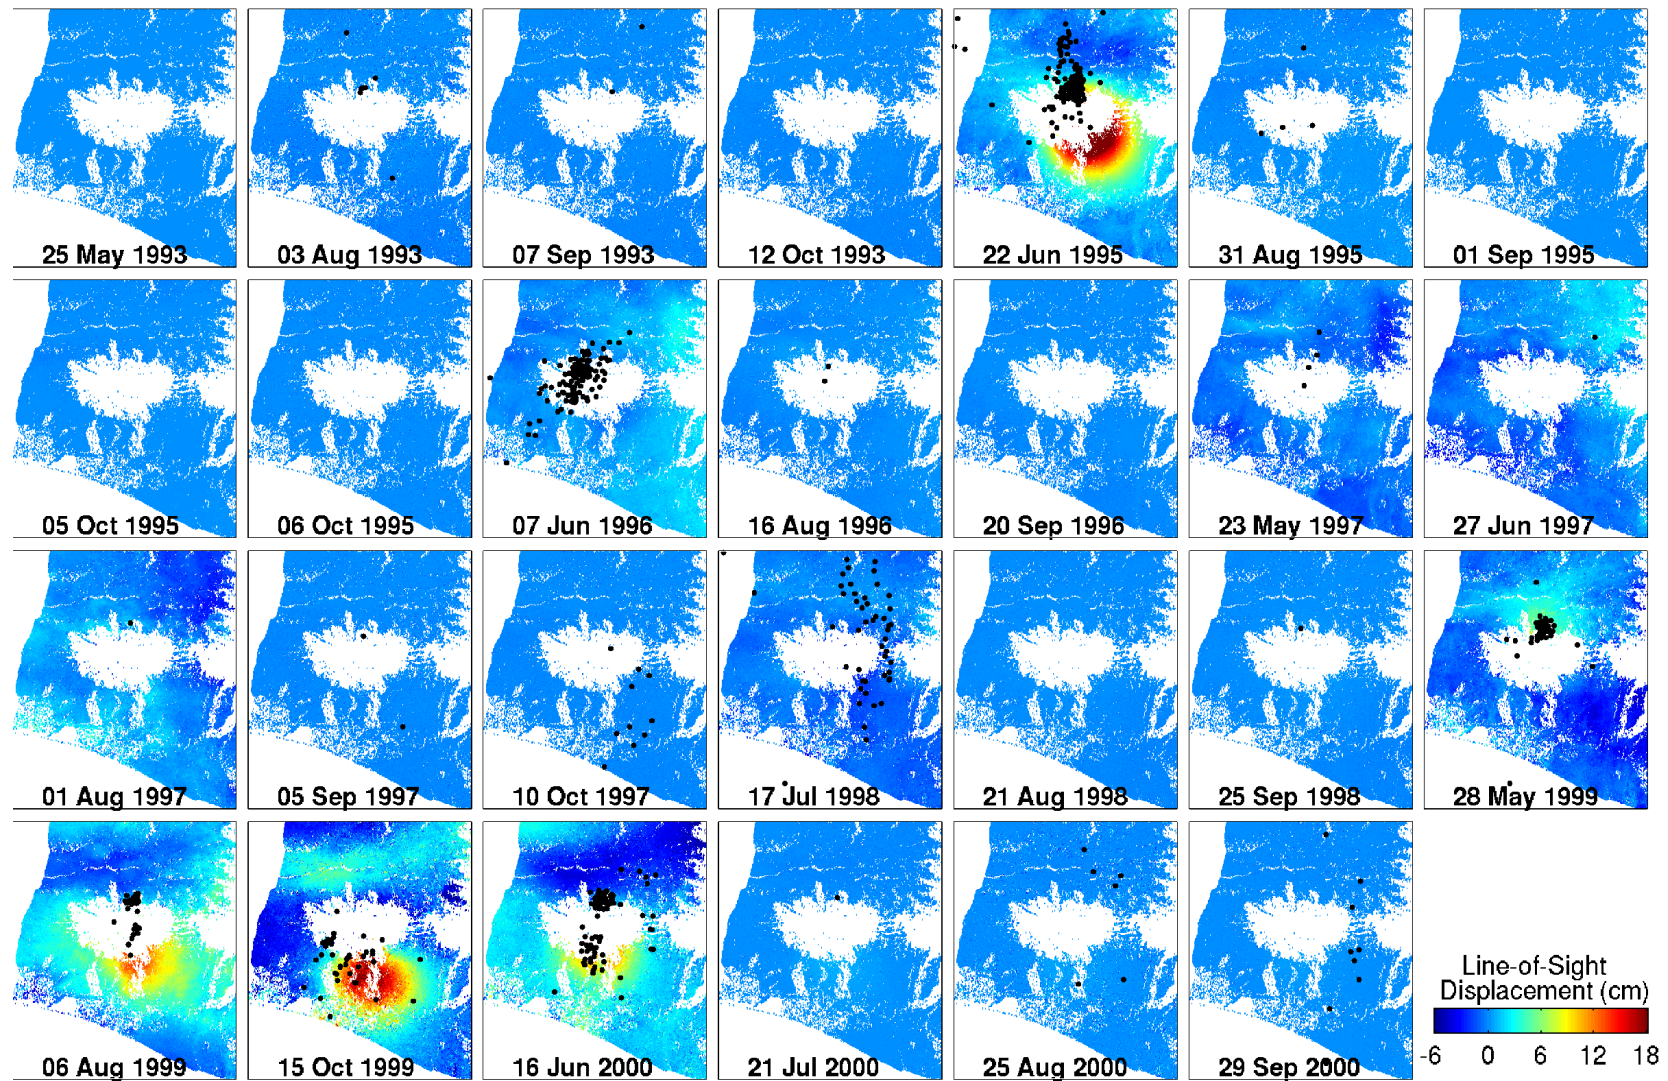 25 May 1993
03 Aug 1993
07 Sep 1993
12 Oct 1993
22 Jun 1995
31 Aug 1995
01 Sep 1995
05 Oct 1995
06 Oct 1995
07 Jun 1996
16 Aug 1996
20 Sep 1996
23 May 1997
27 Jun 1997
01 Aug 1997
05 Sep 1997
10 Oct 1997
17 Jul 1998
21 Aug 1998
25 Sep 1998
28 May 1999
06 Aug 1999
15 Oct 1999
16 Jun 2000
21 Jul 2000
25 Aug 2000
29 Sep 2000
Line-of-Sight
Displacement (cm)
-6 0 6 12 18